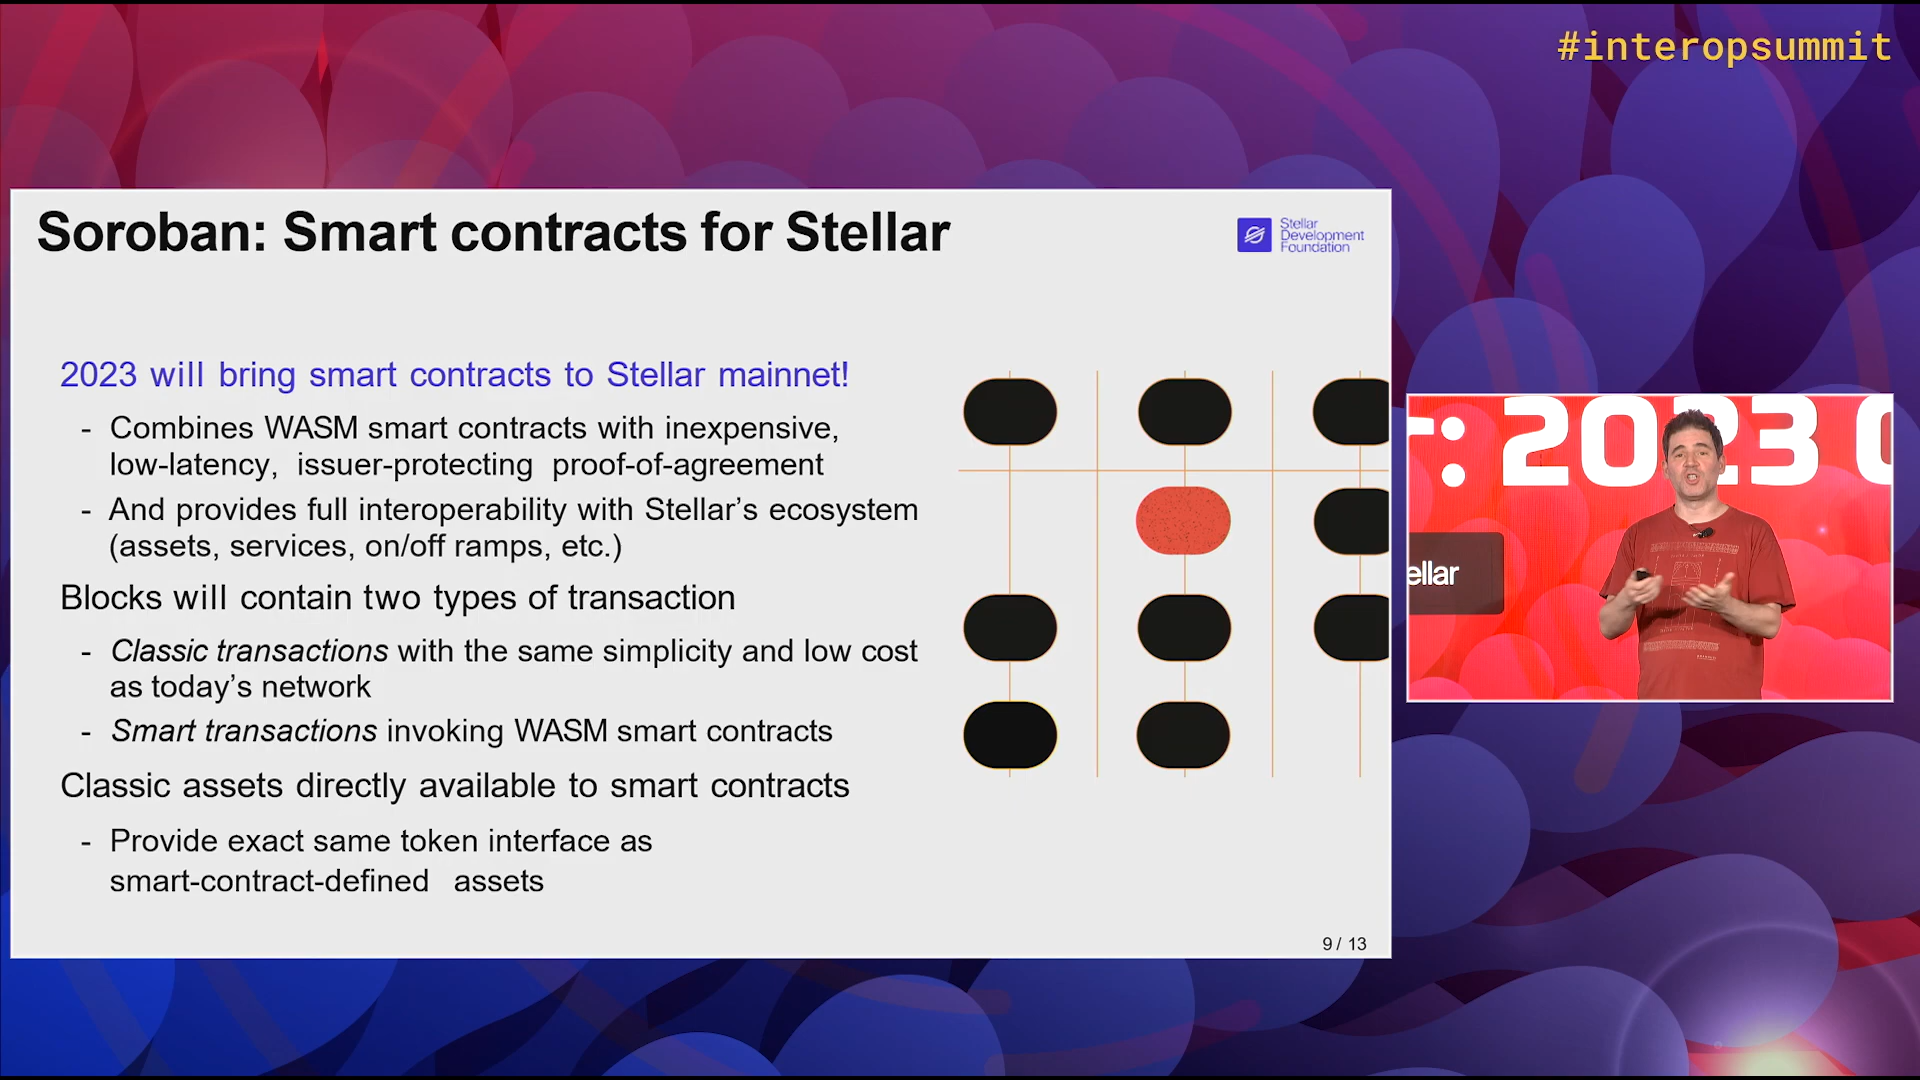 #interopsummit
Soroban: Smart contracts for Stellar
Stellar
Development
Foundation
2023 will bring smart contracts to Stellar mainnet!
- Combines WASM smart contracts with inexpensive,
low-latency, issuer-protecting proof-of-agreement
- And provides full interoperability with Stellar’s ecosystem
(assets, services, on/off ramps, etc.)
Blocks will contain two types of transaction
- Classic transactions with the same simplicity and low cost
as today’s network
- Smart transactions invoking WASM smart contracts
Classic assets directly available to smart contracts
- Provide exact same token interface as
smart-contract-defined assets
9 / 13
: 2023
ellar